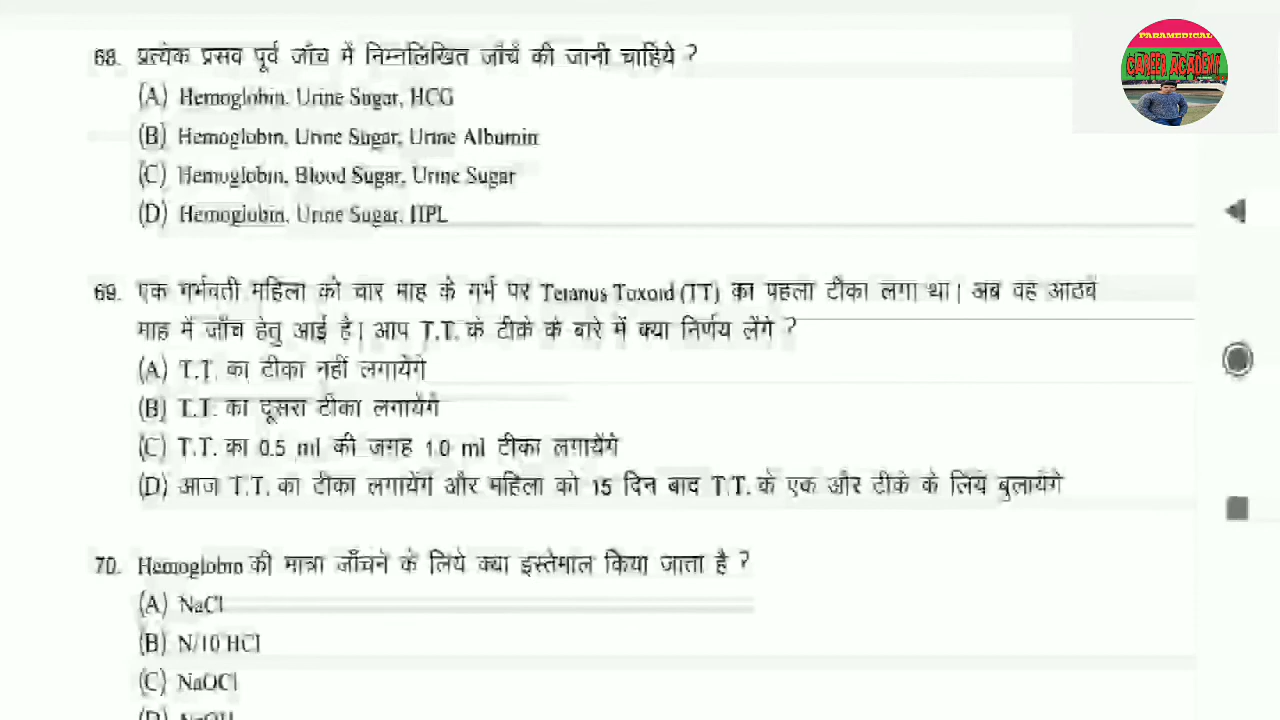 PARAMEDICAL
CAREER ACADEMY
68. प्रत्येक प्रसव पूर्व जाँच में निम्नलिखित जाँचें की जानी चाहिये ?
(A) Hemoglobin, Urine Sugar, HCG
(B) Hemoglobin, Urine Sugar, Urine Albumin
(C) Hemoglobin, Blood Sugar, Urine Sugar
(D) Hemoglobin, Urine Sugar, HPL
69. एक गर्भवती महिला को चार माह के गर्भ पर Tetanus Toxoid (TT) का पहला टीका लगा था। अब वह आठवें
माह में जाँच हेतु आई है। आप T.T. के टीके के बारे में क्या निर्णय लेंगे ?
(A) T.T. का टीका नहीं लगायेंगे
(B) T.T. का दूसरा टीका लगायेंगे
(C) T.T. का 0.5 ml की जगह 1.0 ml टीका लगायेंगे
(D) आज T.T. का टीका लगायेंगे और महिला को 15 दिन बाद T.T. के एक और टीके के लिये बुलायेंगे
70. Hemoglobin की मात्रा जाँचने के लिये क्या इस्तेमाल किया जाता है ?
(A) NaCl
(B) N/10 HCl
(C) NaOCl